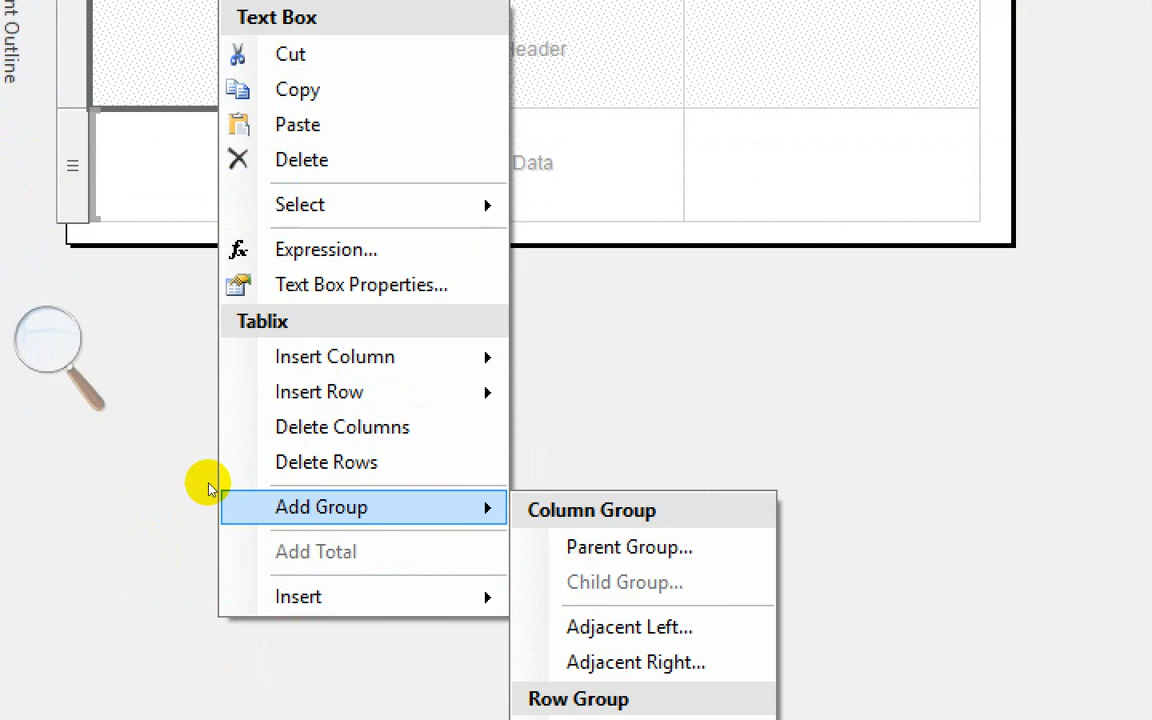 nt Outline
Text Box
Cut
Header
Copy
Paste
Delete
Data
Select
Expression...
Text Box Properties...
Tablix
Insert Column
Insert Row
Delete Columns
Delete Rows
Add Group
Column Group
Parent Group...
Add Total
Child Group...
Insert
Adjacent Left...
Adjacent Right...
Row Group